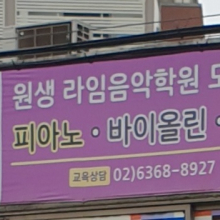 원생 라임음악학원 모
피아노 · 바이올린 ·
교육상담 02)6368-8927